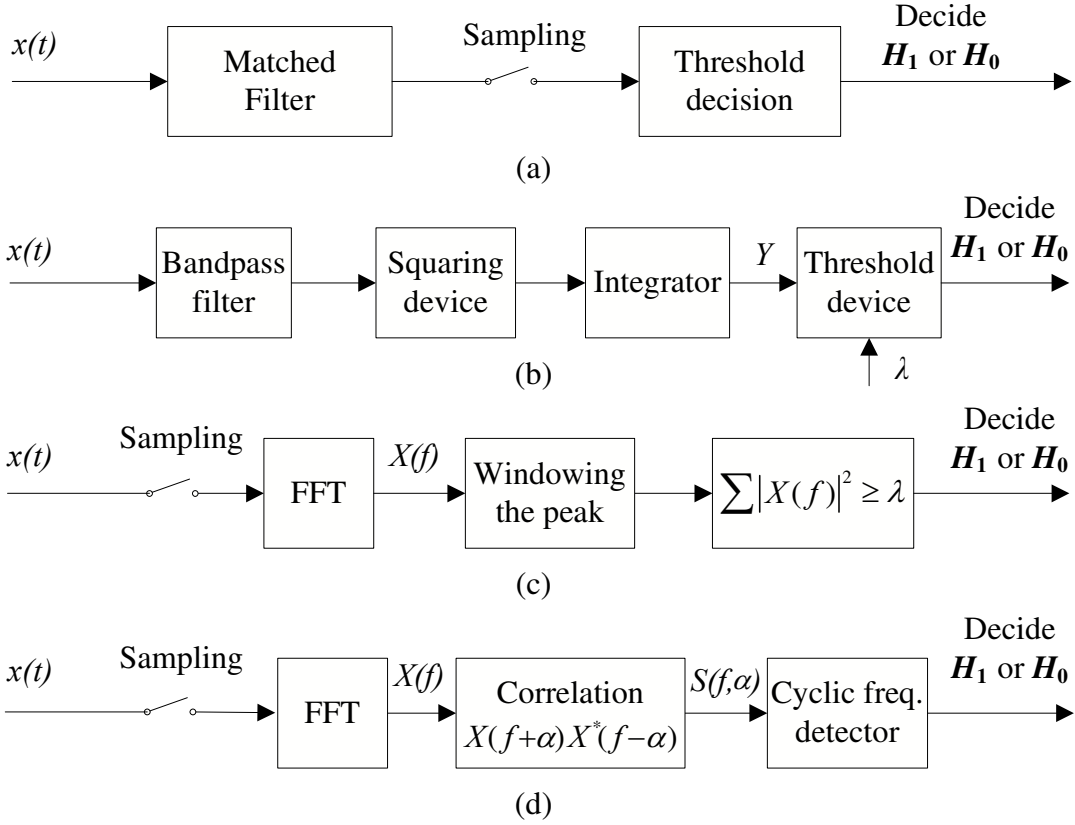 x(t)
Matched
Filter
Sampling
Threshold
decision
Decide
H₁ or H₀
(a)
x(t)
Bandpass
filter
Squaring
device
Integrator
Y
Threshold
device
λ
Decide
H₁ or H₀
(b)
x(t)
Sampling
FFT
X(f)
Windowing
the peak
∑|X(f)|² ≥ λ
Decide
H₁ or H₀
(c)
x(t)
Sampling
FFT
X(f)
Correlation
X(f+α)X*(f−α)
S(f,α)
Cyclic freq.
detector
Decide
H₁ or H₀
(d)